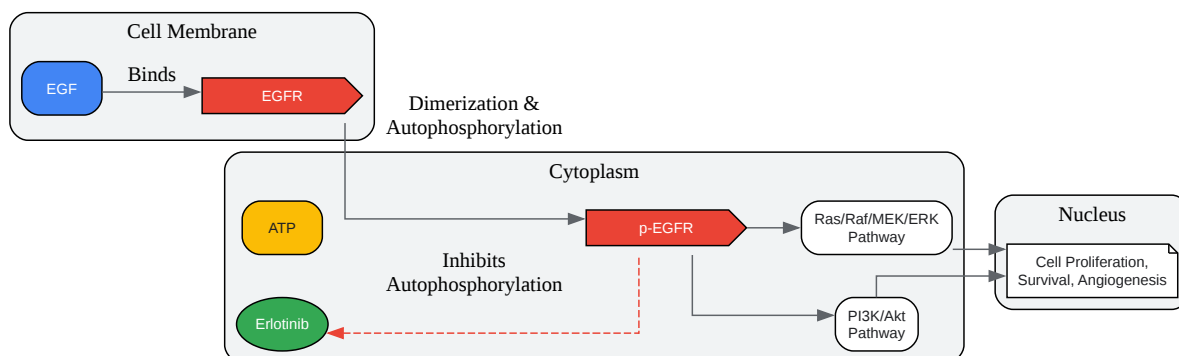 Cell Membrane
EGF
Binds
EGFR
Dimerization &
Autophosphorylation
Cytoplasm
ATP
p-EGFR
Ras/Raf/MEK/ERK
Pathway
Nucleus
Cell Proliferation,
Survival, Angiogenesis
Inhibits
Autophosphorylation
Erlotinib
PI3K/Akt
Pathway